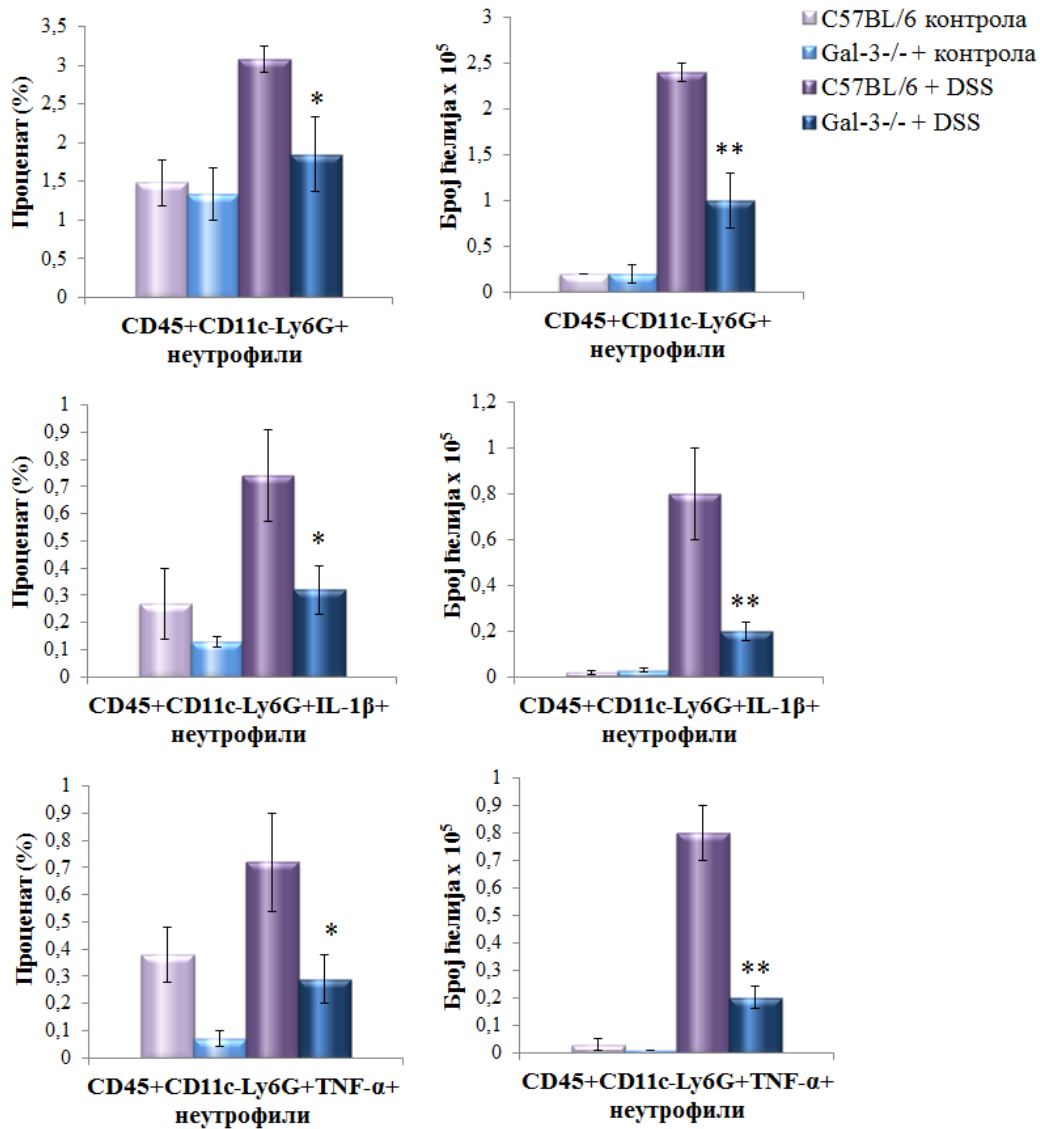 C57BL/6 контрола
Gal-3-/- + контрола
C57BL/6 + DSS
Gal-3-/- + DSS
Проценат (%)
3,5
3
2,5
2
1,5
1
0,5
0
*
CD45+CD11c-Ly6G+
неутрофили
Број ћелија x 10⁵
3
2,5
2
1,5
1
0,5
0
**
CD45+CD11c-Ly6G+
неутрофили
Проценат (%)
1
0,9
0,8
0,7
0,6
0,5
0,4
0,3
0,2
0,1
0
*
CD45+CD11c-Ly6G+IL-1β+
неутрофили
Број ћелија x 10⁵
1,2
1
0,8
0,6
0,4
0,2
0
**
CD45+CD11c-Ly6G+IL-1β+
неутрофили
Проценат (%)
1
0,9
0,8
0,7
0,6
0,5
0,4
0,3
0,2
0,1
0
*
CD45+CD11c-Ly6G+TNF-α+
неутрофили
Број ћелија x 10⁵
1
0,9
0,8
0,7
0,6
0,5
0,4
0,3
0,2
0,1
0
**
CD45+CD11c-Ly6G+TNF-α+
неутрофили